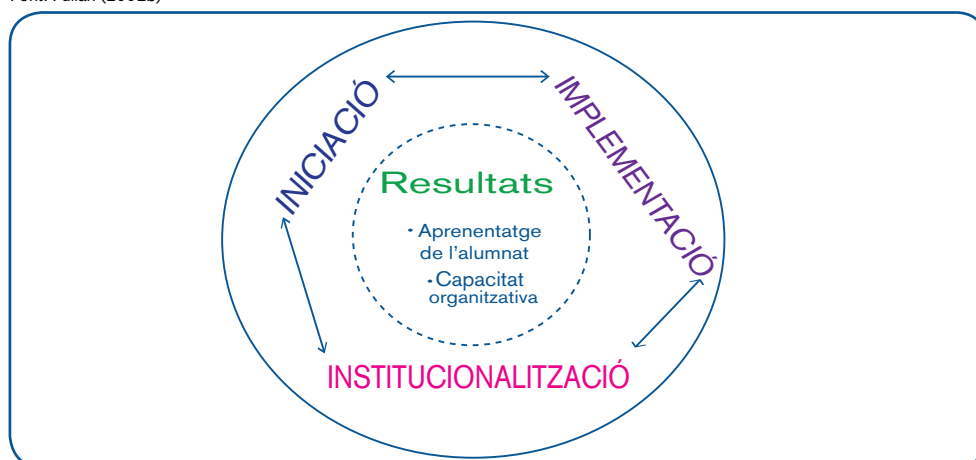 INICIACIÓ
IMPLEMENTACIÓ
Resultats
· Aprenentatge
de l'alumnat
· Capacitat
organitzativa
INSTITUCIONALITZACIÓ